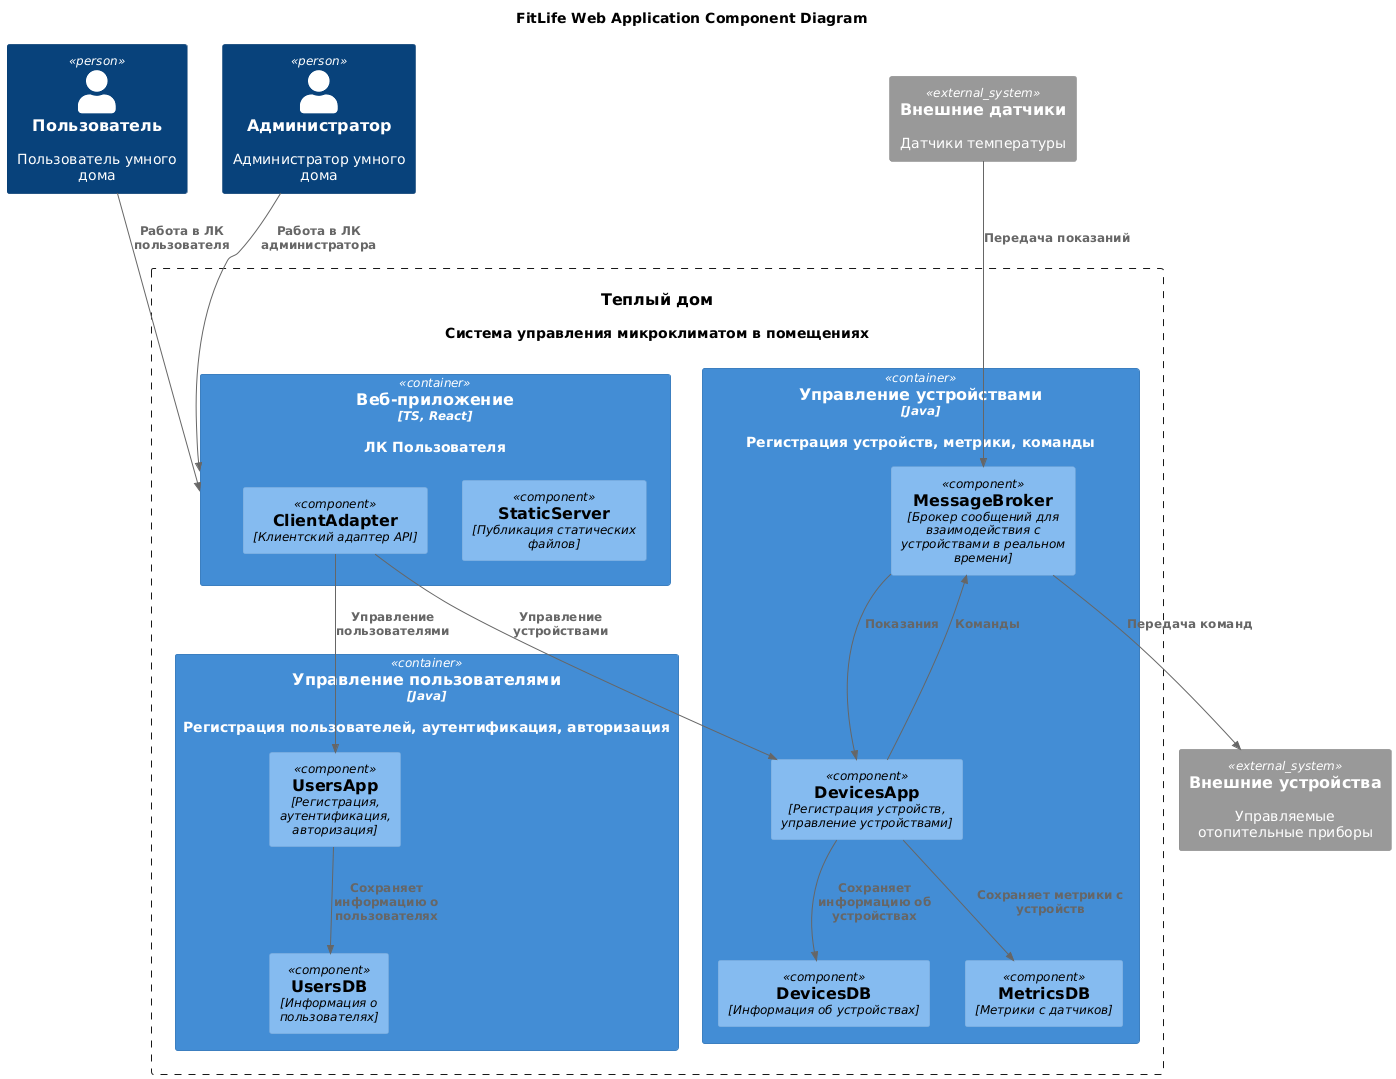 FitLife Web Application Component Diagram
«person»
Пользователь
Пользователь умного
дома
«person»
Администратор
Администратор умного
дома
«external_system»
Внешние датчики
Датчики температуры
Работа в ЛК
пользователя
Работа в ЛК
администратора
Передача показаний
Теплый дом
Система управления микроклиматом в помещениях
«container»
Веб-приложение
[TS, React]
ЛК Пользователя
«component»
ClientAdapter
[Клиентский адаптер API]
«component»
StaticServer
[Публикация статических
файлов]
«container»
Управление устройствами
[Java]
Регистрация устройств, метрики, команды
«component»
MessageBroker
[Брокер сообщений для
взаимодействия с
устройствами в реальном
времени]
Управление
пользователями
Управление
устройствами
Показания
Команды
Передача команд
«container»
Управление пользователями
[Java]
Регистрация пользователей, аутентификация, авторизация
«component»
UsersApp
[Регистрация,
аутентификация,
авторизация]
«component»
DevicesApp
[Регистрация устройств,
управление устройствами]
«external_system»
Внешние устройства
Управляемые
отопительные приборы
Сохраняет
информацию о
пользователях
Сохраняет
информацию об
устройствах
Сохраняет метрики с
устройств
«component»
UsersDB
[Информация о
пользователях]
«component»
DevicesDB
[Информация об устройствах]
«component»
MetricsDB
[Метрики с датчиков]